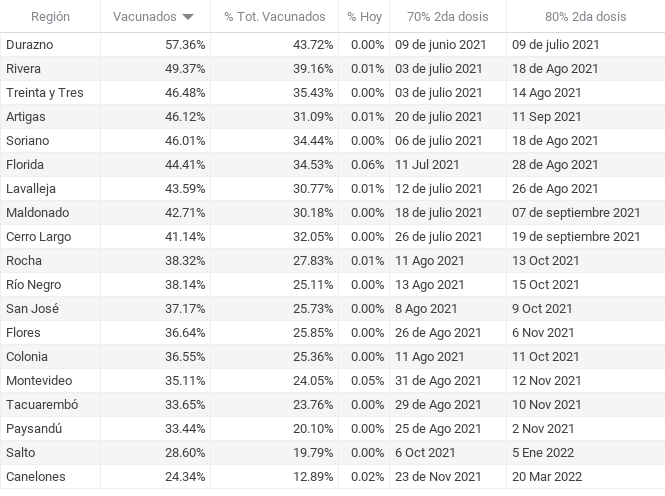 Región Vacunados % Tot. Vacunados % Hoy 70% 2da dosis 80% 2da dosis
Durazno 57.36% 43.72% 0.00% 09 de junio 2021 09 de julio 2021
Rivera 49.37% 39.16% 0.01% 03 de julio 2021 18 de Ago 2021
Treinta y Tres 46.48% 35.43% 0.00% 03 de julio 2021 14 Ago 2021
Artigas 46.12% 31.09% 0.01% 20 de julio 2021 11 Sep 2021
Soriano 46.01% 34.44% 0.00% 06 de julio 2021 18 de Ago 2021
Florida 44.41% 34.53% 0.06% 11 Jul 2021 28 de Ago 2021
Lavalleja 43.59% 30.77% 0.01% 12 de julio 2021 26 de Ago 2021
Maldonado 42.71% 30.18% 0.00% 18 de julio 2021 07 de septiembre 2021
Cerro Largo 41.14% 32.05% 0.00% 26 de julio 2021 19 de septiembre 2021
Rocha 38.32% 27.83% 0.01% 11 Ago 2021 13 Oct 2021
Río Negro 38.14% 25.11% 0.00% 13 Ago 2021 15 Oct 2021
San José 37.17% 25.73% 0.00% 8 Ago 2021 9 Oct 2021
Flores 36.64% 25.85% 0.00% 26 de Ago 2021 6 Nov 2021
Colonia 36.55% 25.36% 0.00% 11 Ago 2021 11 Oct 2021
Montevideo 35.11% 24.05% 0.05% 31 de Ago 2021 12 Nov 2021
Tacuarembó 33.65% 23.76% 0.00% 29 de Ago 2021 10 Nov 2021
Paysandú 33.44% 20.10% 0.00% 25 de Ago 2021 2 Nov 2021
Salto 28.60% 19.79% 0.00% 6 Oct 2021 5 Ene 2022
Canelones 24.34% 12.89% 0.02% 23 de Nov 2021 20 Mar 2022